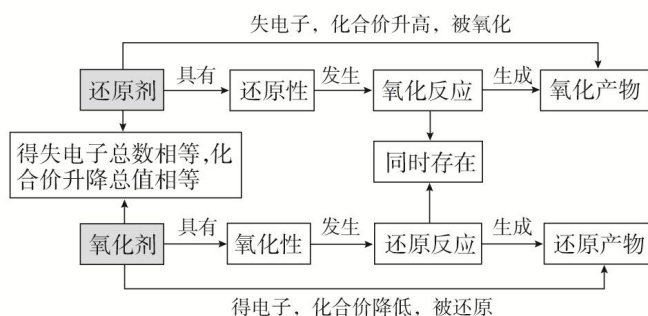 失电子，化合价升高，被氧化
还原剂 具有 还原性 发生 氧化反应 生成 氧化产物
得失电子总数相等，化
合价升降总值相等
同时存在
氧化剂 具有 氧化性 发生 还原反应 生成 还原产物
得电子，化合价降低，被还原